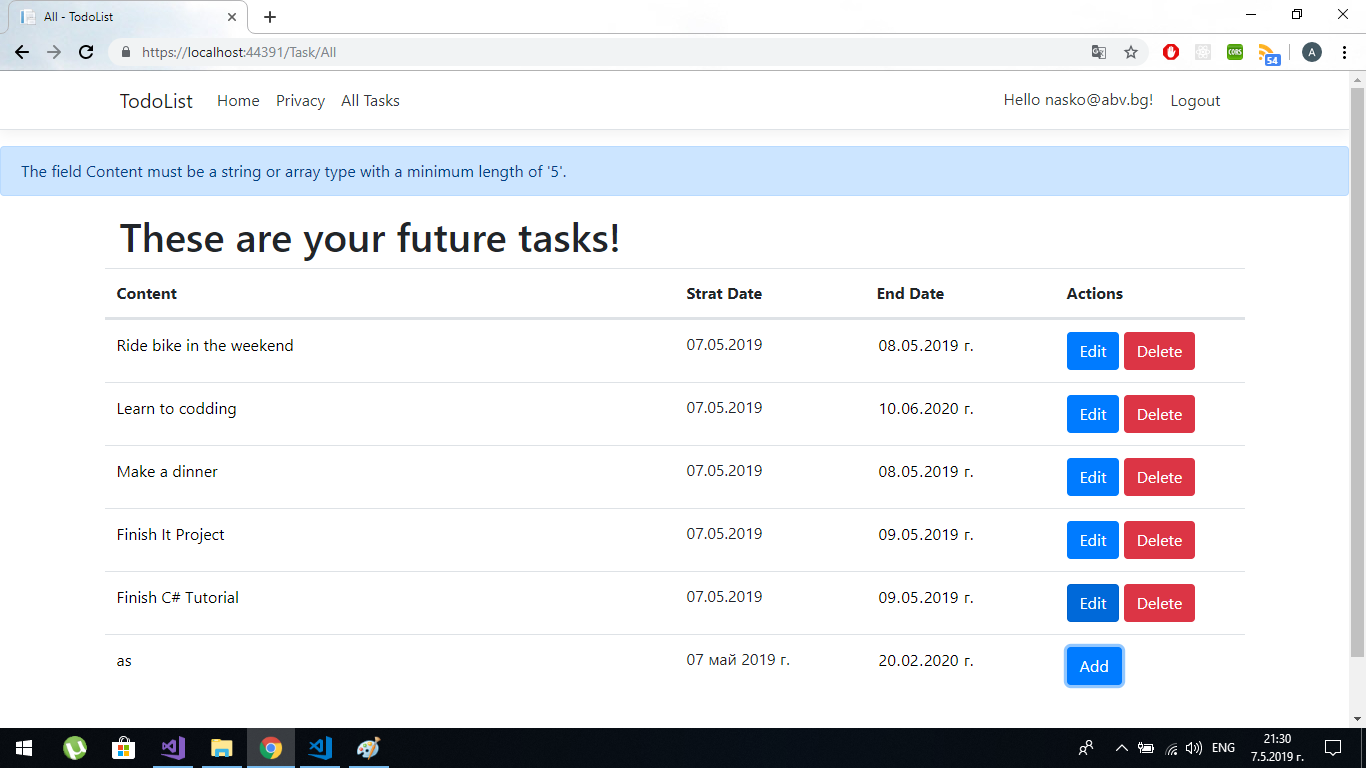 All - TodoList
https://localhost:44391/Task/All
CORS
54
A
TodoList Home Privacy All Tasks Hello nasko@abv.bg! Logout
The field Content must be a string or array type with a minimum length of '5'.
These are your future tasks!
Content Strat Date End Date Actions
Ride bike in the weekend 07.05.2019 08.05.2019 г. Edit Delete
Learn to codding 07.05.2019 10.06.2020 г. Edit Delete
Make a dinner 07.05.2019 08.05.2019 г. Edit Delete
Finish It Project 07.05.2019 09.05.2019 г. Edit Delete
Finish C# Tutorial 07.05.2019 09.05.2019 г. Edit Delete
as 07 май 2019 г. 20.02.2020 г. Add
ENG
21:30
7.5.2019 г.